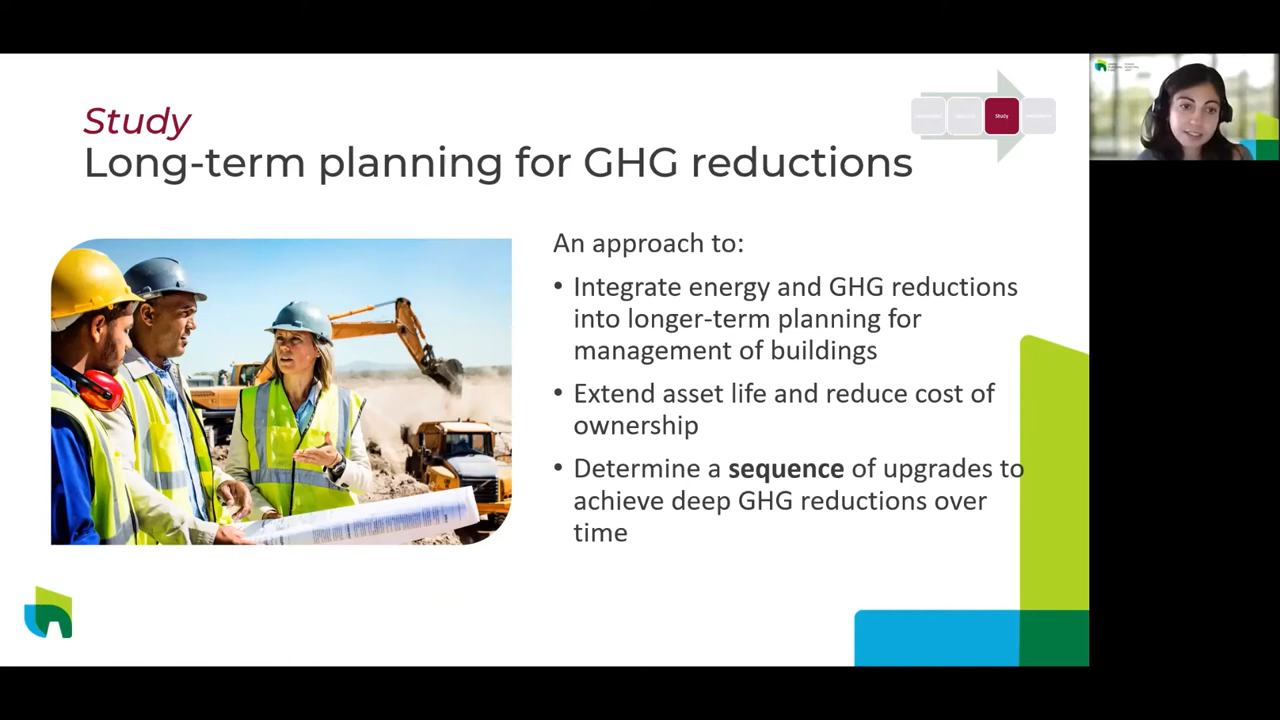 Study
Long-term planning for GHG reductions
Study
An approach to:
• Integrate energy and GHG reductions
into longer-term planning for
management of buildings
• Extend asset life and reduce cost of
ownership
• Determine a sequence of upgrades to
achieve deep GHG reductions over
time